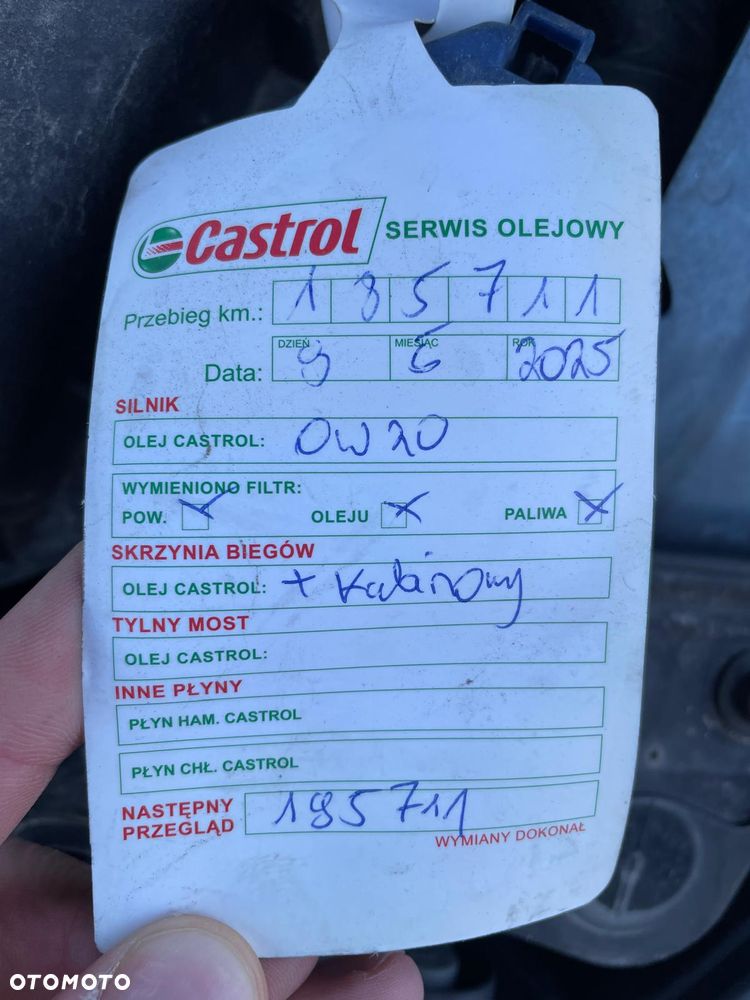 Castrol SERWIS OLEJOWY
Przebieg km.: 185711
DZIEŃ MIESIĄC ROK
Data: 9 6 2025
SILNIK
OLEJ CASTROL: 0W20
WYMIENIONO FILTR:
POW. OLEJU PALIWA
SKRZYNIA BIEGÓW
OLEJ CASTROL: + Kabinowy
TYLNY MOST
OLEJ CASTROL:
INNE PŁYNY
PŁYN HAM. CASTROL
PŁYN CHŁ. CASTROL
NASTĘPNY
PRZEGLĄD 195711
WYMIANY DOKONAŁ
OTOMOTO